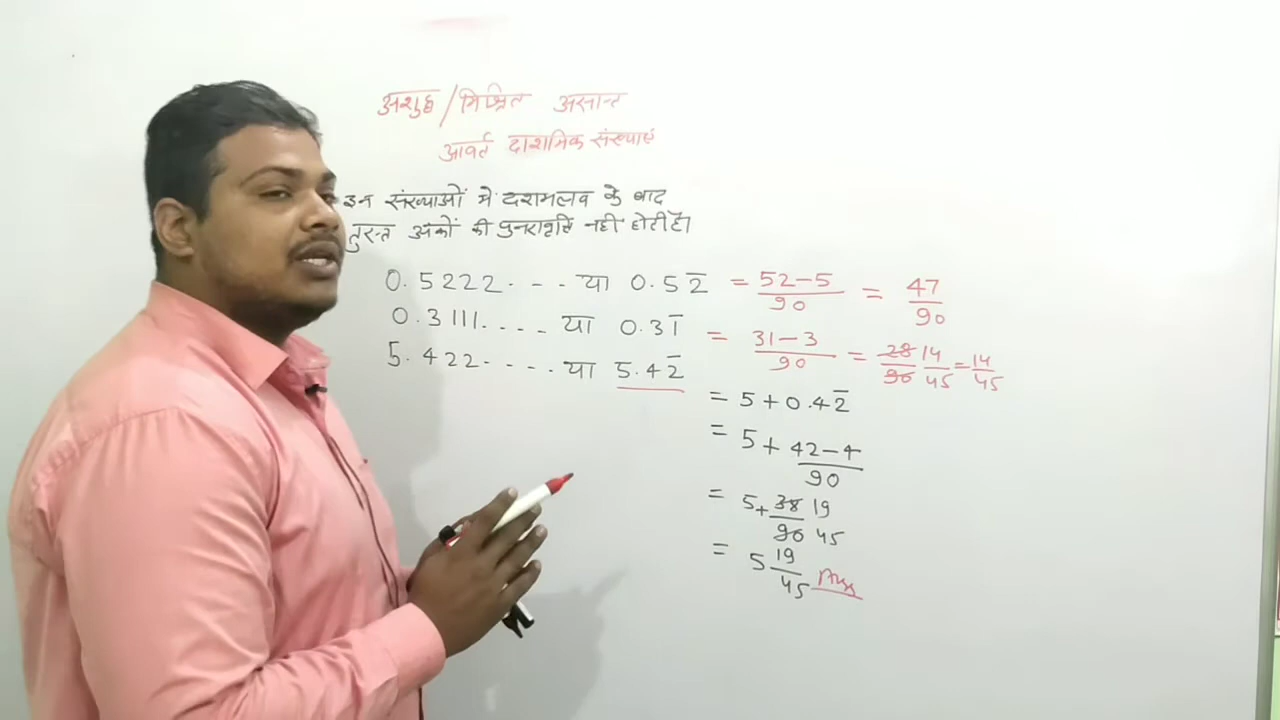 अशुद्ध/मिश्रित असान्त
आवर्त दाशमिक संख्याएं
इन संख्याओं में दशमलव के बाद
तुरन्त अंकों की पुनरावृत्ति नहीं होती है।
0.5222.... या 0.52̅ = 52-5/90 = 47/90
0.3111.... या 0.31̅ = 31-3/90 = 28/90 14/45 = 14/45
5.422..... या 5.42̅
= 5+0.42̅
= 5+ 42-4/90
= 5+ 38/90 19/45
= 5 19/45 Ans